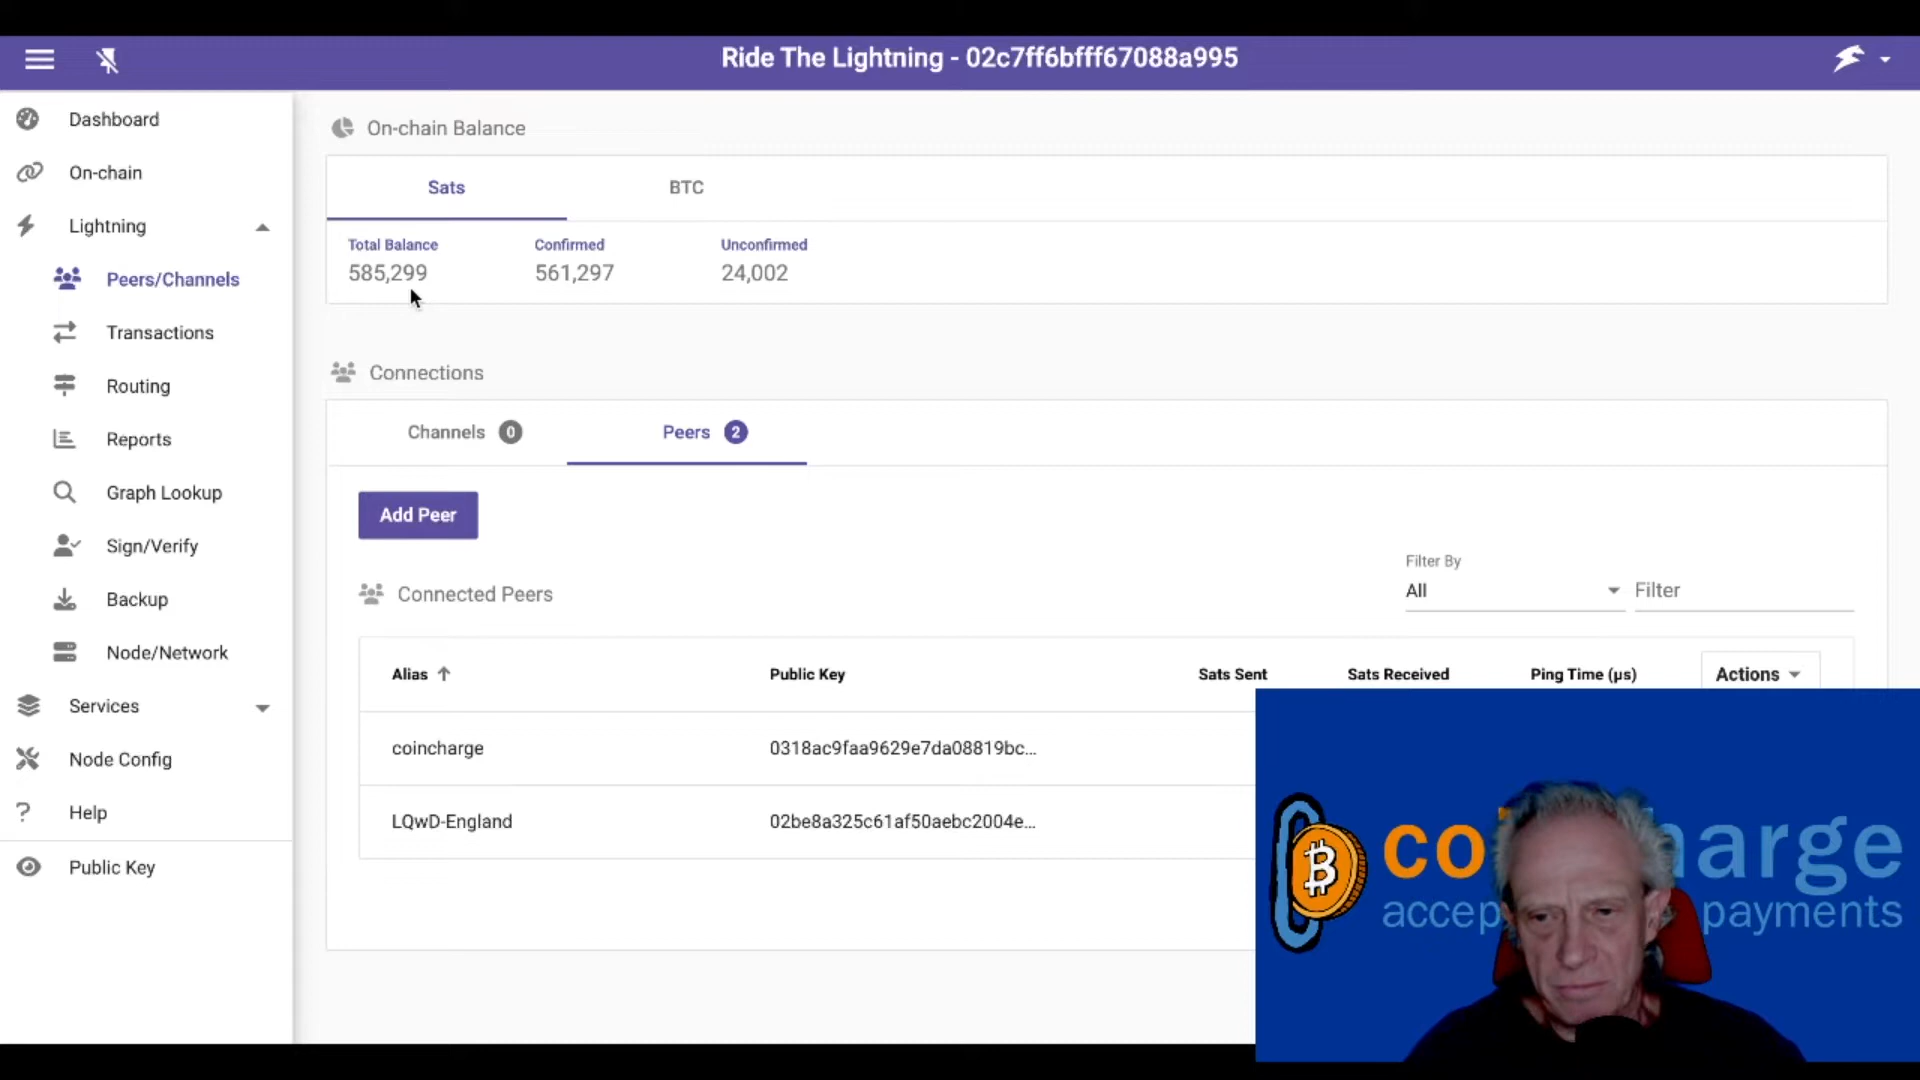 Ride The Lightning - 02c7ff6bfff67088a995
Dashboard
On-chain
Lightning
Peers/Channels
Transactions
Routing
Reports
Graph Lookup
Sign/Verify
Backup
Node/Network
Services
Node Config
? Help
Public Key
On-chain Balance
Sats BTC
Total Balance Confirmed Unconfirmed
585,299 561,297 24,002
Connections
Channels 0 Peers 2
Add Peer
Filter By
All Filter
Connected Peers
Alias Public Key Sats Sent Sats Received Ping Time (µs) Actions
coincharge 0318ac9faa9629e7da08819bc...
LQwD-England 02be8a325c61af50aebc2004e...
payments